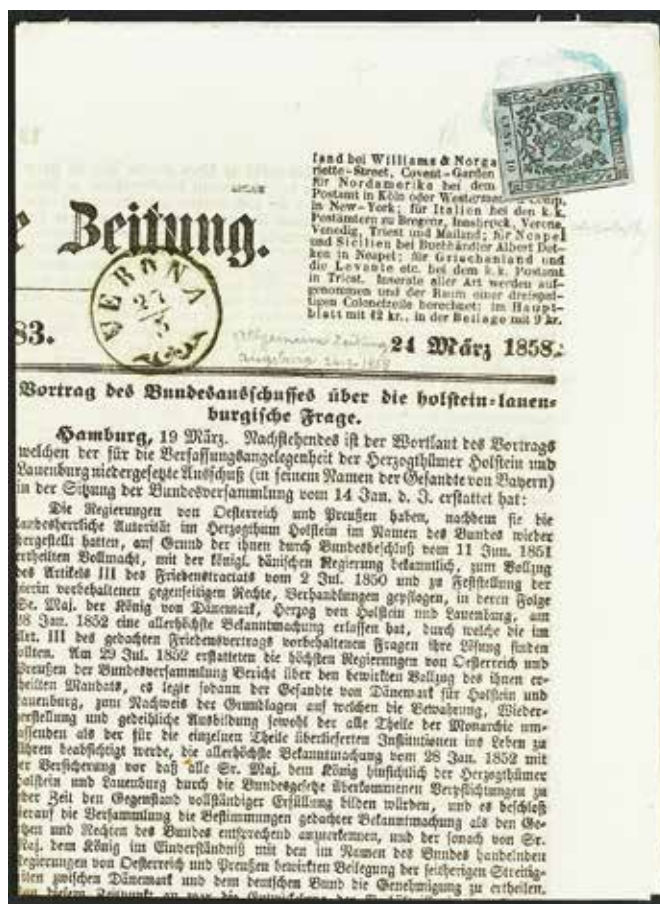 CENT. 10
land bei Williams & Norga
riette-Street, Covent-Garden
für Nordamerika bei dem
Postamt in Köln oder Westerman
in New-York; für Italien bei den k. k.
Postämtern zu Bregenz, Innsbruck, Verona,
Venedig, Triest und Mailand; für Neapel
und Sicilien bei Buchhändler Albert Det-
ken in Neapel; für Griechenland und
die Levante etc. bei dem k. k. Postamt
in Triest. Inserate aller Art werden auf-
genommen und der Raum einer dreispal-
tigen Colonelzeile berechnet: im Haupt-
blatt mit 12 kr., in der Beilage mit 9 kr.
e Zeitung.
VERONA
27/3
83.
Allgemeine Zeitung
Augsburg 24.3.1858
24 März 1858.
Vortrag des Bundesausschusses über die holstein-lauen-
burgische Frage.
Hamburg, 19 März. Nachstehendes ist der Wortlaut des Vortrags
welchen der für die Verfassungsangelegenheit der Herzogthümer Holstein und
Lauenburg niedergesetzte Ausschuß (in seinem Namen der Gesandte von Bayern)
in der Sitzung der Bundesversammlung vom 14 Jan. d. J. erstattet hat:
Die Regierungen von Oesterreich und Preußen haben, nachdem sie die
landesherrliche Autorität im Herzogthum Holstein im Namen des Bundes wieder
hergestellt hatten, auf Grund der ihnen durch Bundesbeschluß vom 11 Jun. 1851
ertheilten Vollmacht, mit der königl. dänischen Regierung bekanntlich, zum Vollzug
des Artikels III des Friedenstractats vom 2 Jul. 1850 und zu Feststellung der
hierin vorbehaltenen gegenseitigen Rechte, Verhandlungen gepflogen, in deren Folge
Se. Maj. der König von Dänemark, Herzog von Holstein und Lauenburg, am
28 Jan. 1852 eine allerhöchste Bekanntmachung erlassen hat, durch welche die im
Art. III des gedachten Friedensvertrags vorbehaltenen Fragen ihre Lösung finden
sollten. Am 29 Jul. 1852 erstatteten die höchsten Regierungen von Oesterreich und
Preußen der Bundesversammlung Bericht über den bewirkten Vollzug des ihnen er-
theilten Mandats, es legte sodann der Gesandte von Dänemark für Holstein und
Lauenburg, zum Nachweis der Grundlagen auf welchen die Bewahrung, Wieder-
herstellung und gedeihliche Ausbildung sowohl der alle Theile der Monarchie um-
fassenden als der für die einzelnen Theile überlieferten Institutionen ins Leben zu
führen beabsichtigt werde, die allerhöchste Bekanntmachung vom 28 Jan. 1852 mit
der Versicherung vor daß alle Sr. Maj. dem König hinsichtlich der Herzogthümer
Holstein und Lauenburg durch die Bundesgesetze überkommenen Verpflichtungen zu
jeder Zeit den Gegenstand vollständiger Erfüllung bilden würden, und es beschloß
hierauf die Versammlung die Bestimmungen gedachter Bekanntmachung als den Ge-
setzen und Rechten des Bundes entsprechend anzuerkennen, und der sonach von Sr.
Maj. dem König im Einverständniß mit den im Namen des Bundes handelnden
Regierungen von Oesterreich und Preußen bewirkten Beilegung der seitherigen Streitig-
keiten zwischen Dänemark und dem deutschen Bund die Genehmigung zu ertheilen.